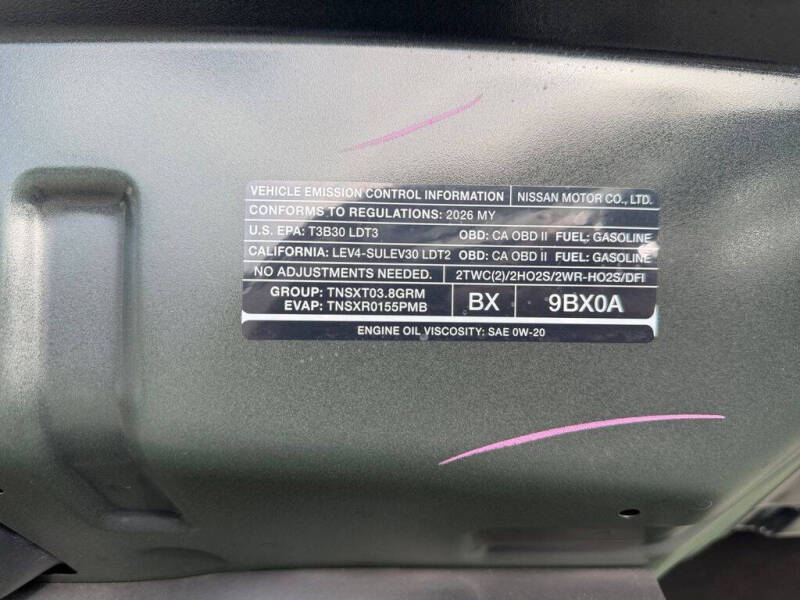 VEHICLE EMISSION CONTROL INFORMATION NISSAN MOTOR CO., LTD.
CONFORMS TO REGULATIONS: 2026 MY
U.S. EPA: T3B30 LDT3 OBD: CA OBD II FUEL: GASOLINE
CALIFORNIA: LEV4-SULEV30 LDT2 OBD: CA OBD II FUEL: GASOLINE
NO ADJUSTMENTS NEEDED. 2TWC(2)/2HO2S/2WR-HO2S/DFI
GROUP: TNSXT03.8GRM
EVAP: TNSXR0155PMB
BX 9BX0A
ENGINE OIL VISCOSITY: SAE 0W-20